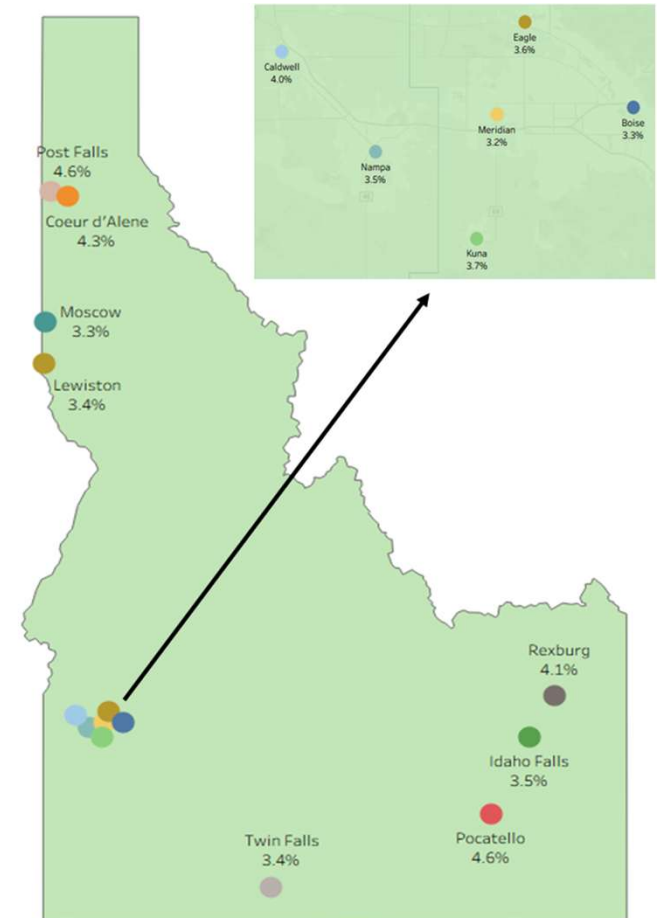 Eagle
3.6%
Caldwell
4.0%
Boise
3.3%
Meridian
3.2%
Nampa
3.5%
Kuna
3.7%
Post Falls
4.6%
Coeur d'Alene
4.3%
Moscow
3.3%
Lewiston
3.4%
Rexburg
4.1%
Idaho Falls
3.5%
Pocatello
4.6%
Twin Falls
3.4%